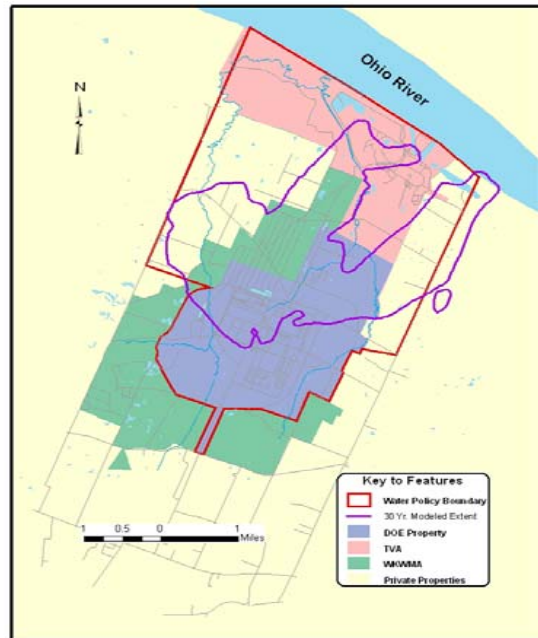 Ohio River
N
Key to Features
Water Policy Boundary
30 Yr. Modeled Extent
DOE Property
TVA
WKWMA
Private Properties
1 0.5 0 1
Miles